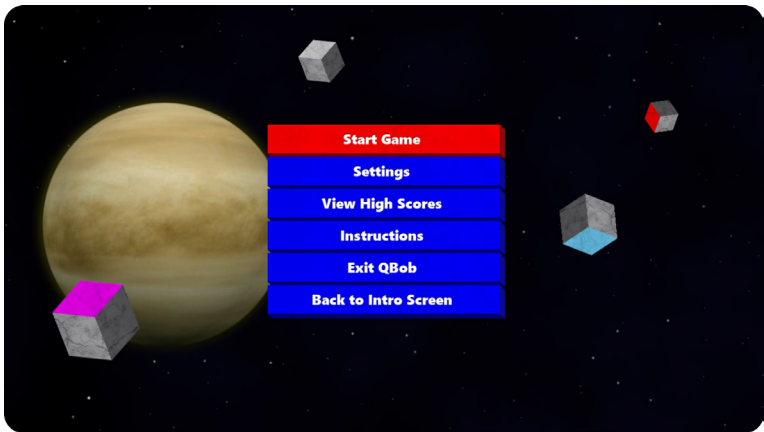 Start Game
Settings
View High Scores
Instructions
Exit QBob
Back to Intro Screen